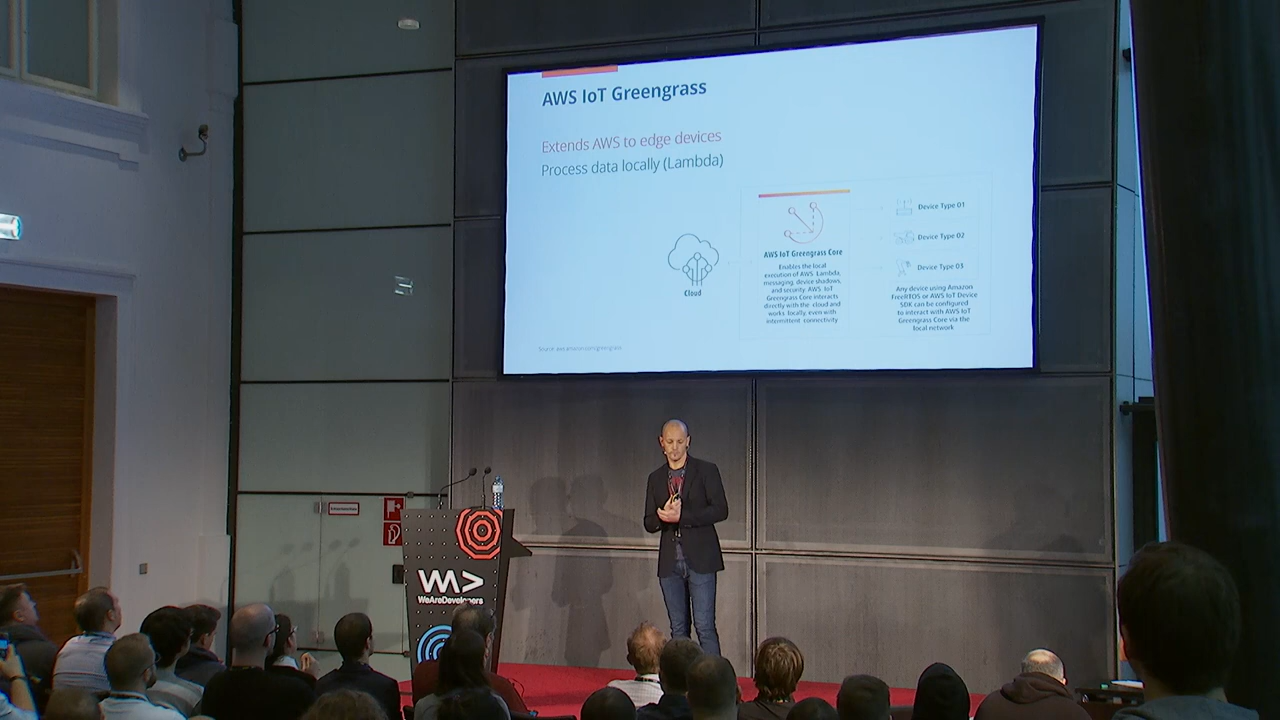 AWS IoT Greengrass
Extends AWS to edge devices
Process data locally (Lambda)
Cloud
AWS IoT Greengrass Core
Enables the local
execution of AWS Lambda,
messaging, device shadows,
and security. AWS IoT
Greengrass Core interacts
directly with the cloud and
works locally, even with
intermittent connectivity
Device Type 01
Device Type 02
Device Type 03
Any device using Amazon
FreeRTOS or AWS IoT Device
SDK can be configured
to interact with AWS IoT
Greengrass Core via the
local network
WeAreDevelopers